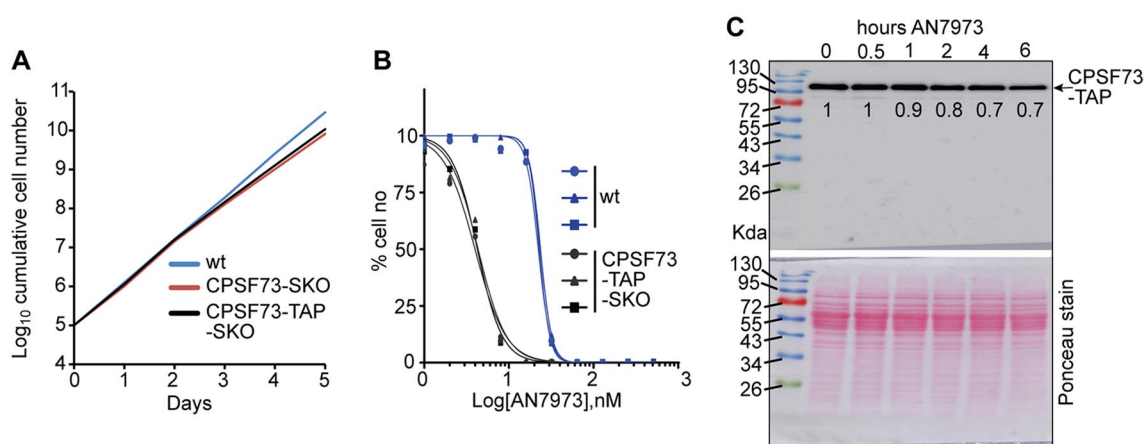 A
Log10 cumulative cell number
11
10
9
8
7
6
5
4
0 1 2 3 4 5
Days
wt
CPSF73-SKO
CPSF73-TAP
-SKO
B
% cell no
10
75
50
25
0
0 1 2 3
Log[AN7973],nM
wt
CPSF73
-TAP
-SKO
C
hours AN7973
0 0.5 1 2 4 6
130
95
72
55
43
34
26
Kda
CPSF73
-TAP
1 1 0.9 0.8 0.7 0.7
130
95
72
55
43
34
26
Ponceau stain